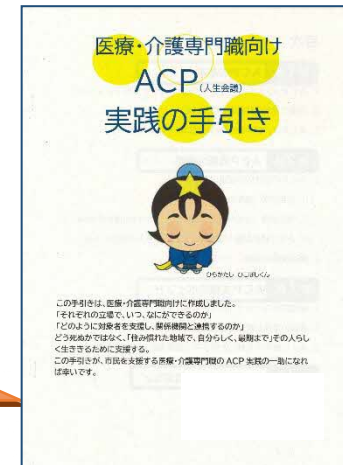 医療・介護専門職向け
ACP(人生会議)
実践の手引き
ひらかたし ひこぼしくん
この手引きは、医療・介護専門職向けに作成しました。
「それぞれの立場で、いつ、なにができるのか」
「どのように対象者を支援し、関係機関と連携するのか」
どう死ぬかではなく、「住み慣れた地域で、自分らしく、最期まで」その人らし
く生ききるために支援する。
この手引きが、市民を支援する医療・介護専門職の ACP 実践の一助になれ
ば幸いです。